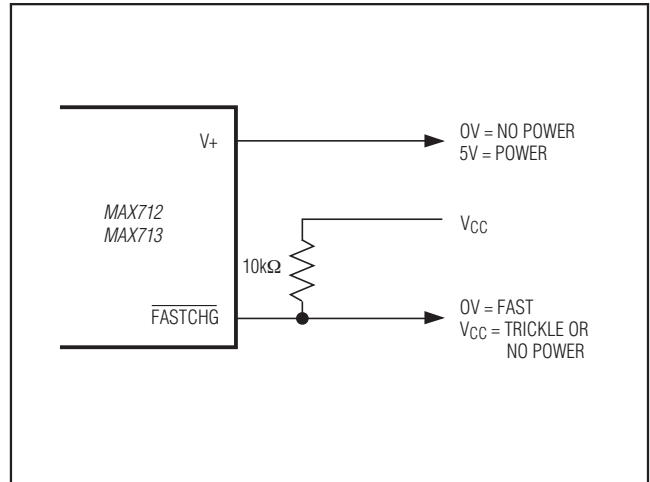 V+
0V = NO POWER
5V = POWER
MAX712
MAX713
VCC
10kΩ
FASTCHG
0V = FAST
VCC = TRICKLE OR
NO POWER